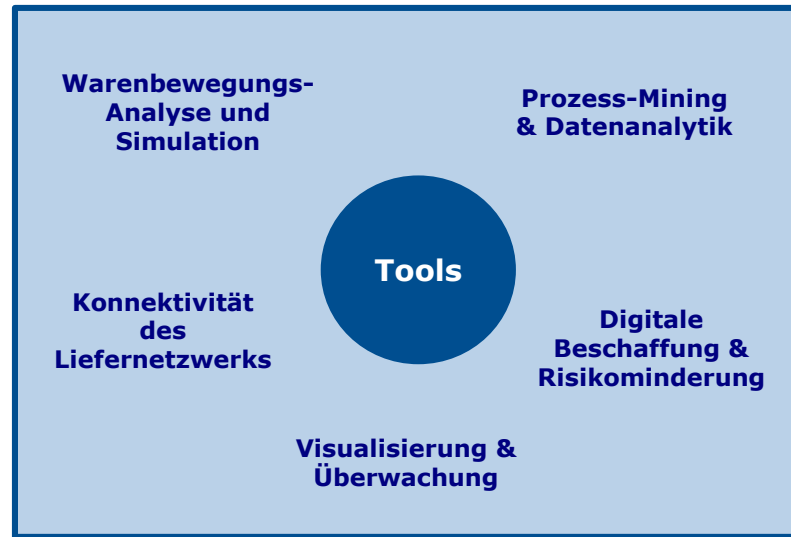 Warenbewegungs-
Analyse und
Simulation
Prozess-Mining
& Datenanalytik
Tools
Konnektivität
des
Liefernetzwerks
Digitale
Beschaffung &
Risikominderung
Visualisierung &
Überwachung